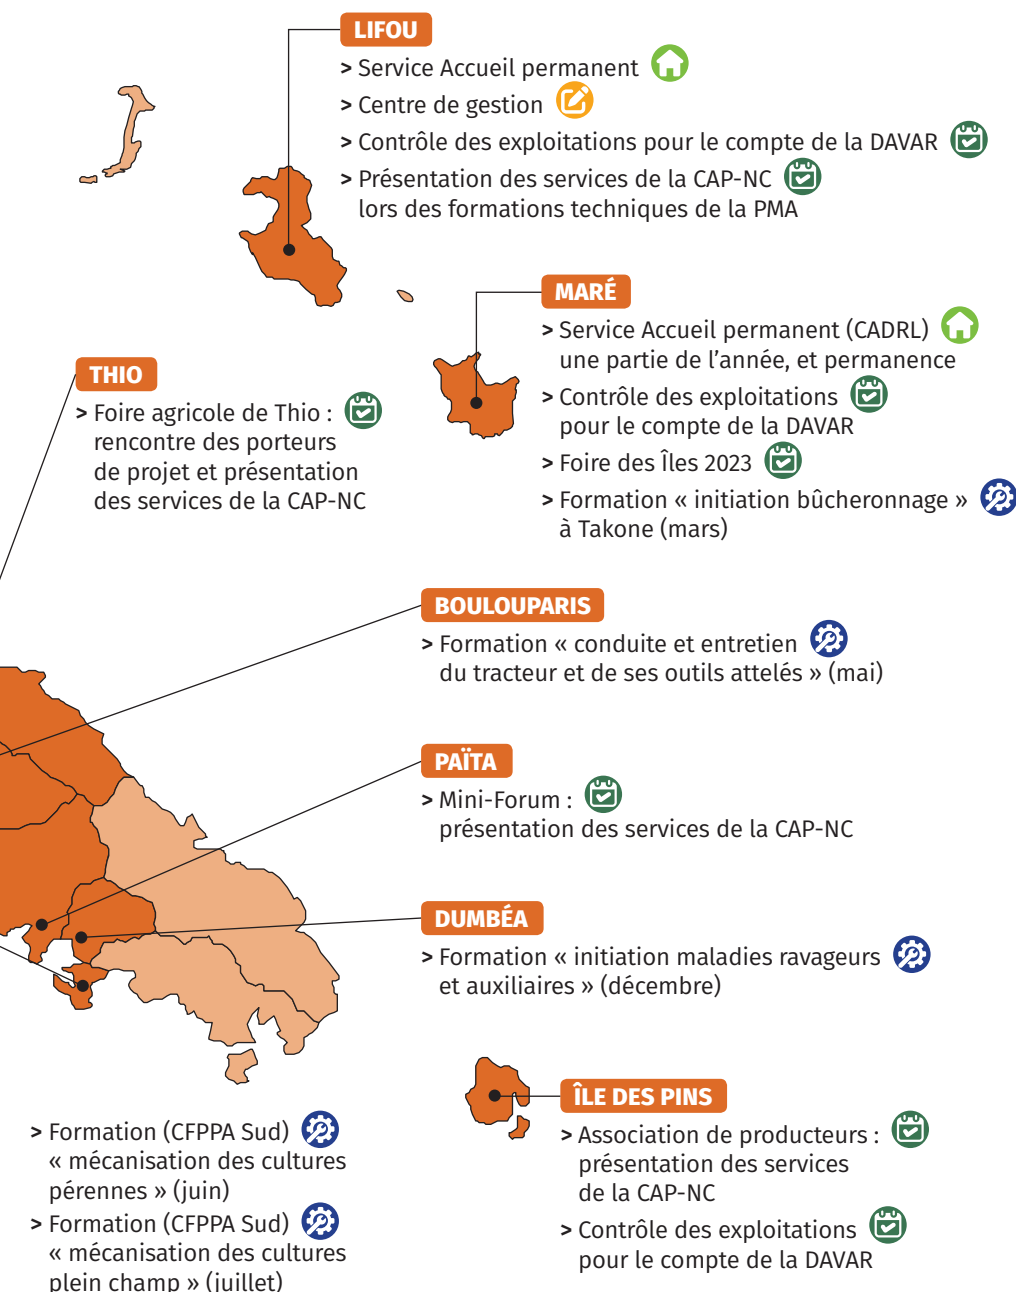 LIFOU
> Service Accueil permanent
> Centre de gestion
> Contrôle des exploitations pour le compte de la DAVAR
> Présentation des services de la CAP-NC
lors des formations techniques de la PMA
MARÉ
> Service Accueil permanent (CADRL)
une partie de l’année, et permanence
> Contrôle des exploitations
pour le compte de la DAVAR
> Foire des Îles 2023
> Formation « initiation bûcheronnage »
à Takone (mars)
THIO
> Foire agricole de Thio :
rencontre des porteurs
de projet et présentation
des services de la CAP-NC
BOULOUPARIS
> Formation « conduite et entretien
du tracteur et de ses outils attelés » (mai)
PAÏTA
> Mini-Forum :
présentation des services de la CAP-NC
DUMBÉA
> Formation « initiation maladies ravageurs
et auxiliaires » (décembre)
ÎLE DES PINS
> Association de producteurs :
présentation des services
de la CAP-NC
> Contrôle des exploitations
pour le compte de la DAVAR
> Formation (CFPPA Sud)
« mécanisation des cultures
pérennes » (juin)
> Formation (CFPPA Sud)
« mécanisation des cultures
plein champ » (juillet)